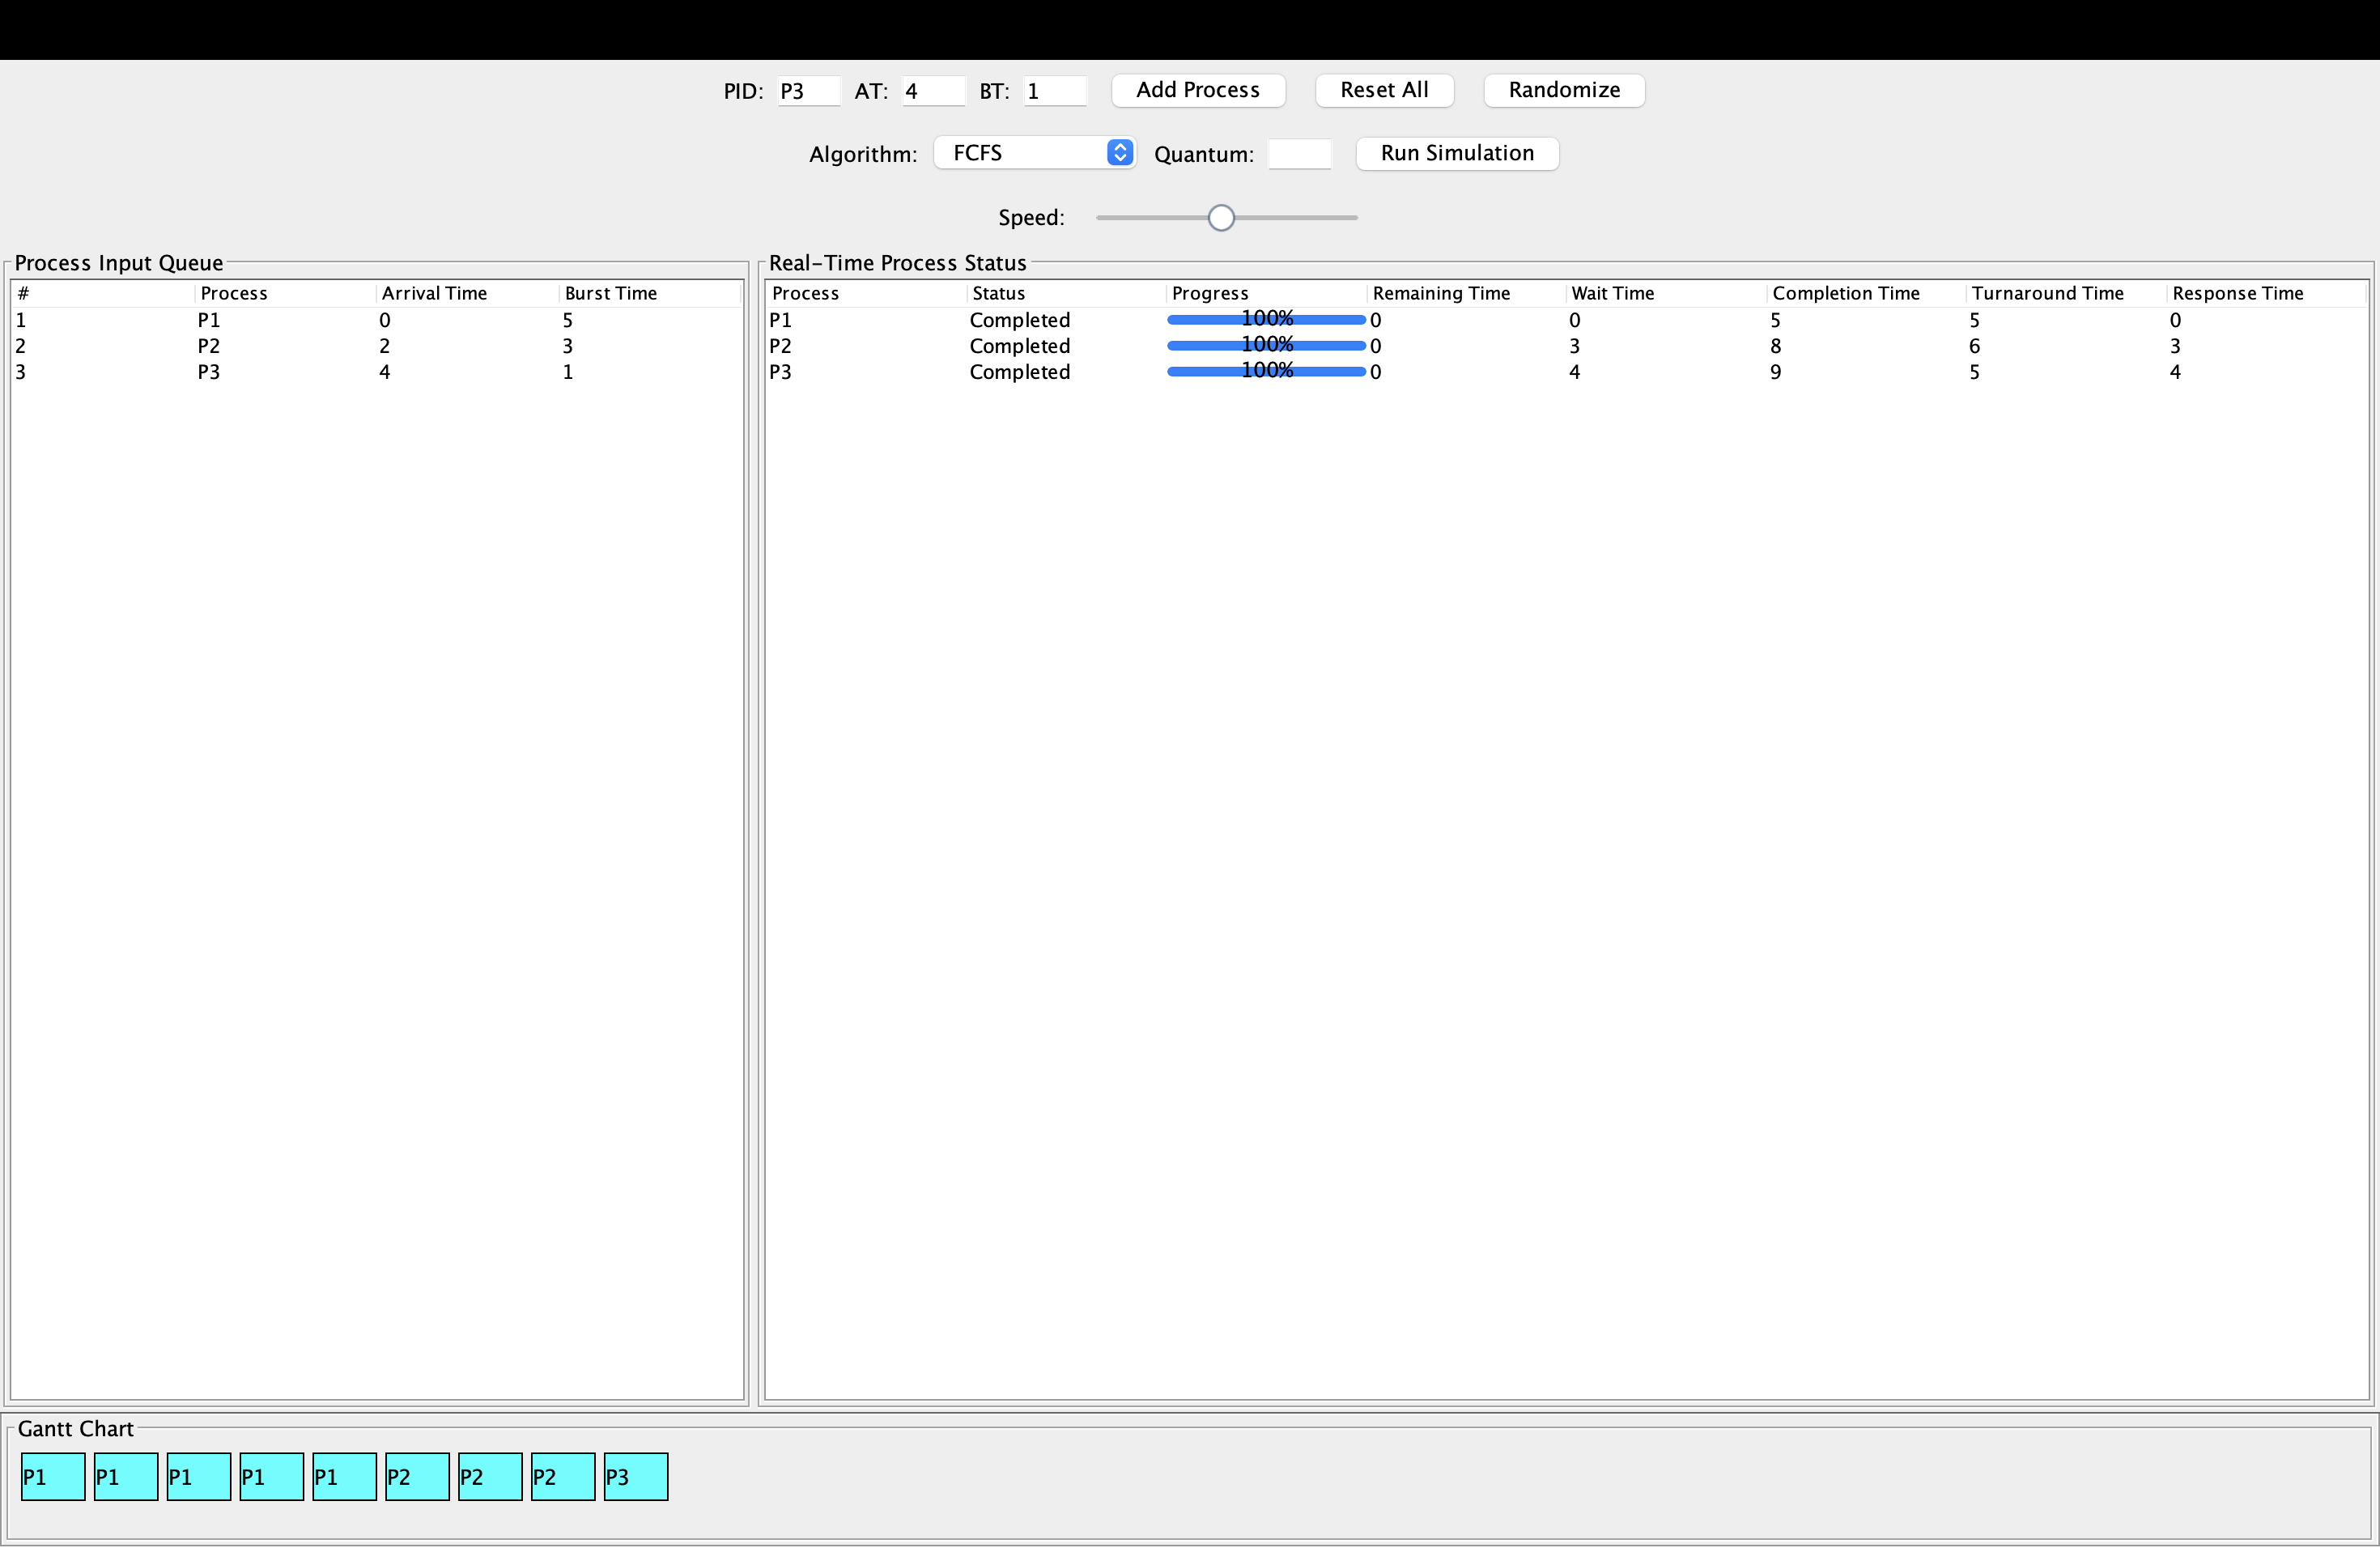 PID: P3 AT: 4 BT: 1 Add Process Reset All Randomize
Algorithm: FCFS Quantum: Run Simulation
Speed:
Process Input Queue
# Process Arrival Time Burst Time
1 P1 0 5
2 P2 2 3
3 P3 4 1
Real-Time Process Status
Process Status Progress Remaining Time Wait Time Completion Time Turnaround Time Response Time
P1 Completed 100% 0 0 5 5 0
P2 Completed 100% 0 3 8 6 3
P3 Completed 100% 0 4 9 5 4
Gantt Chart
P1 P1 P1 P1 P1 P2 P2 P2 P3